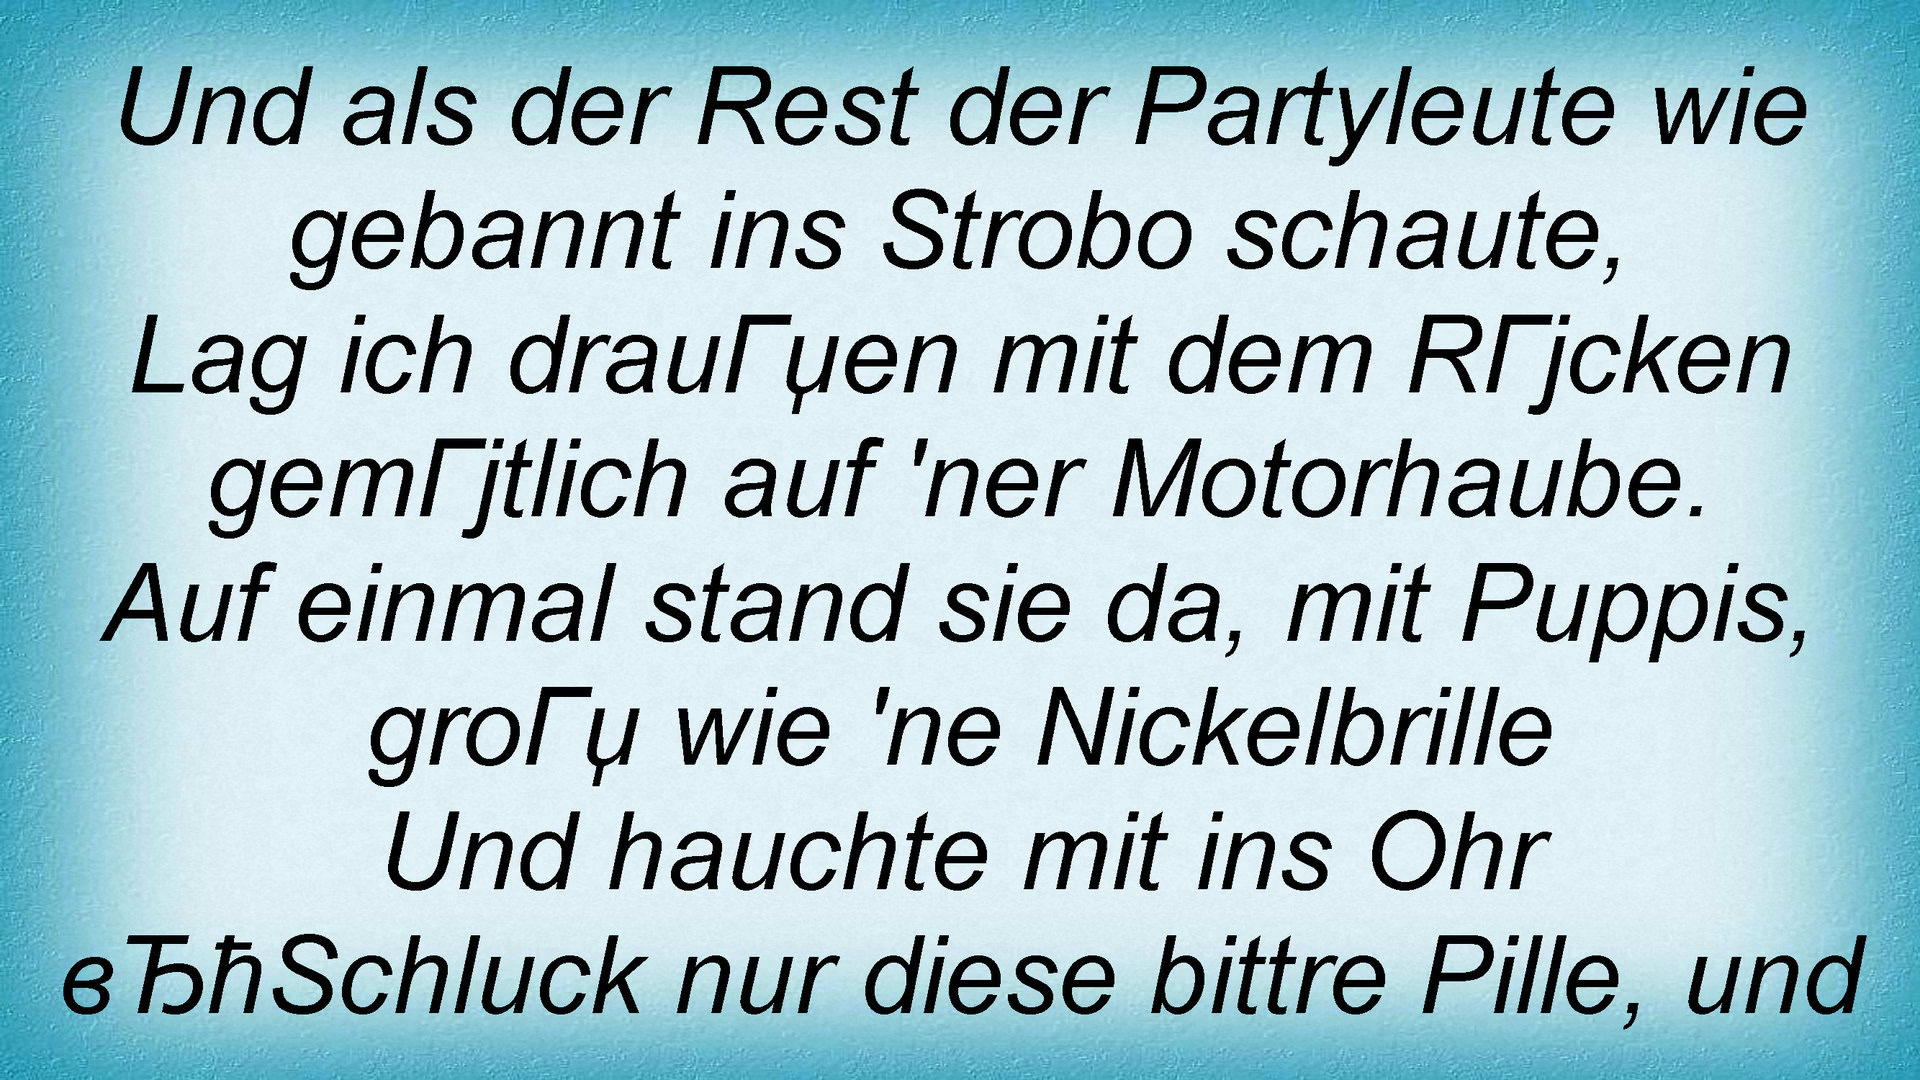 Und als der Rest der Partyleute wie
gebannt ins Strobo schaute,
Lag ich drauГџen mit dem RГјcken
gemГјtlich auf 'ner Motorhaube.
Auf einmal stand sie da, mit Puppis,
groГџ wie 'ne Nickelbrille
Und hauchte mit ins Ohr
вЂћSchluck nur diese bittre Pille, und